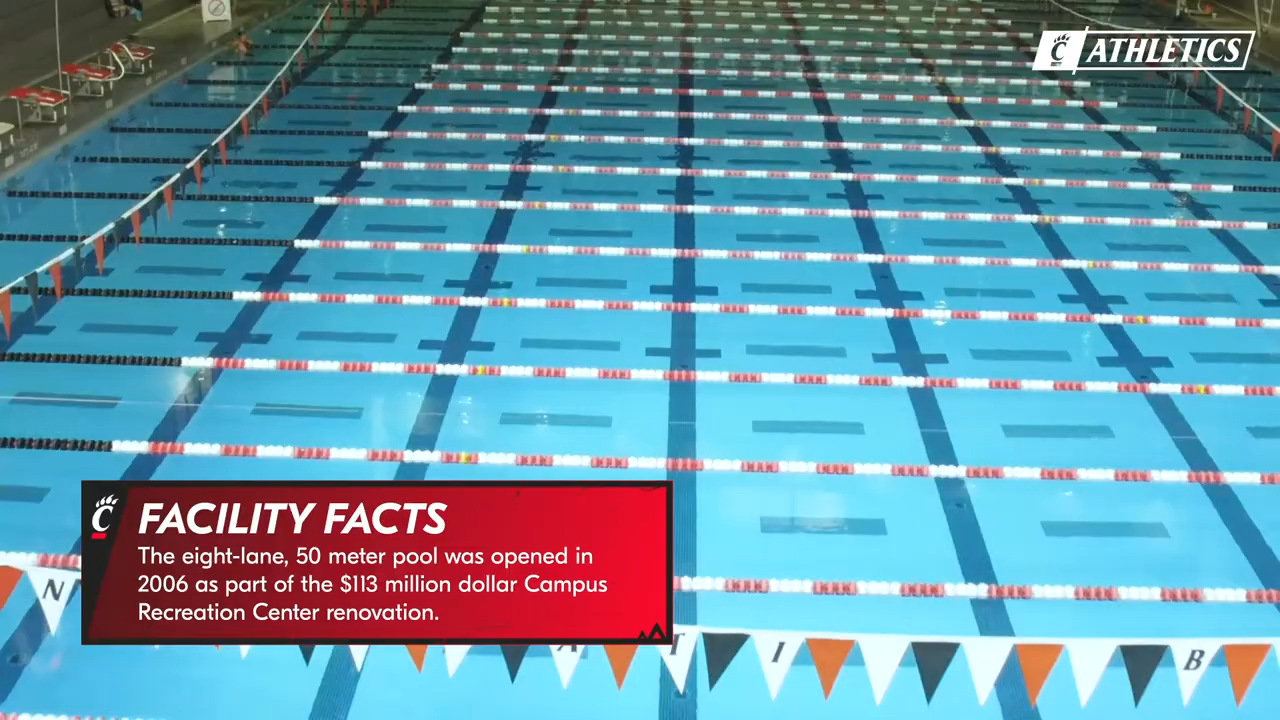 C ATHLETICS
C FACILITY FACTS
The eight-lane, 50 meter pool was opened in
2006 as part of the $113 million dollar Campus
Recreation Center renovation.
N A T I B